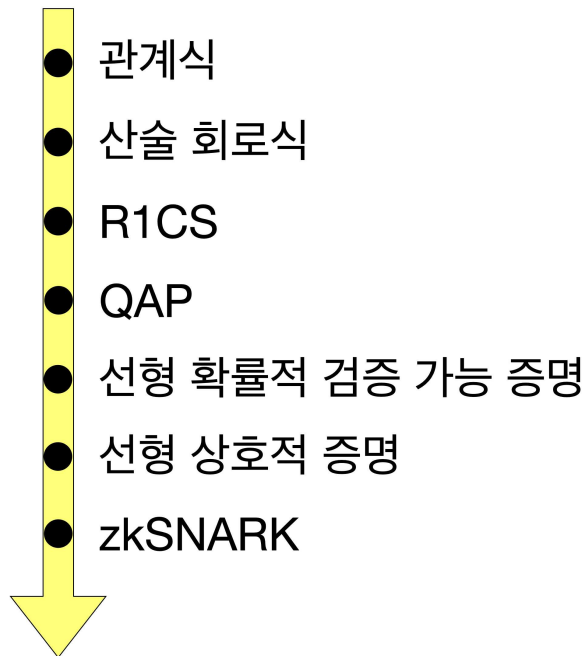 관계식
산술 회로식
R1CS
QAP
선형 확률적 검증 가능 증명
선형 상호적 증명
zkSNARK